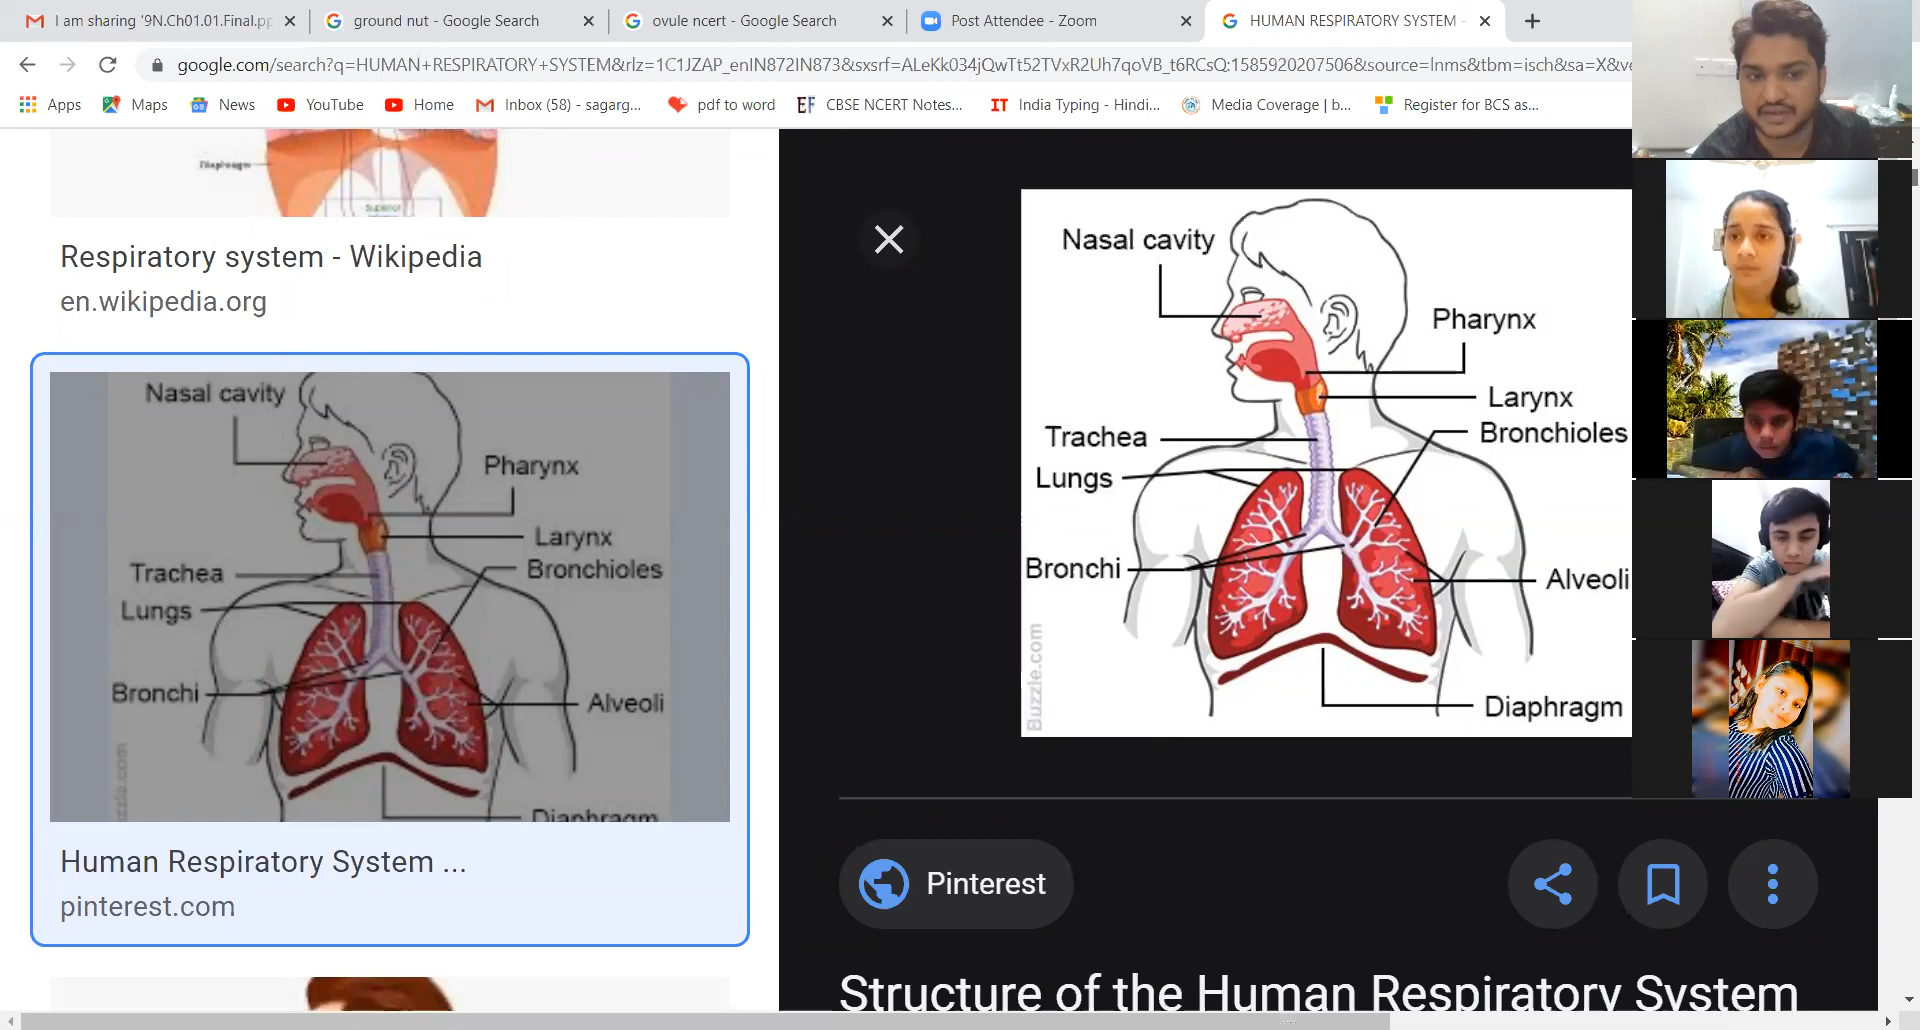 I am sharing '9N.Ch01.01.Final.pp
ground nut - Google Search
ovule ncert - Google Search
Post Attendee - Zoom
HUMAN RESPIRATORY SYSTEM -
google.com/search?q=HUMAN+RESPIRATORY+SYSTEM&rlz=1C1JZAP_enIN872IN873&sxsrf=ALeKk034jQwTt52TVxR2Uh7qoVB_t6RCsQ:1585920207506&source=lnms&tbm=isch&sa=X&ve
Apps
Maps
News
YouTube
Home
Inbox (58) - sagarg...
pdf to word
CBSE NCERT Notes...
India Typing - Hindi...
Media Coverage | b...
Register for BCS as...
Diaphragm
Superior
Respiratory system - Wikipedia
en.wikipedia.org
Nasal cavity
Pharynx
Larynx
Trachea
Bronchioles
Lungs
Bronchi
Alveoli
Diaphragm
zzle.com
Human Respiratory System ...
pinterest.com
Nasal cavity
Pharynx
Larynx
Trachea
Bronchioles
Lungs
Bronchi
Alveoli
Diaphragm
Buzzle.com
Pinterest
Structure of the Human Respiratory System